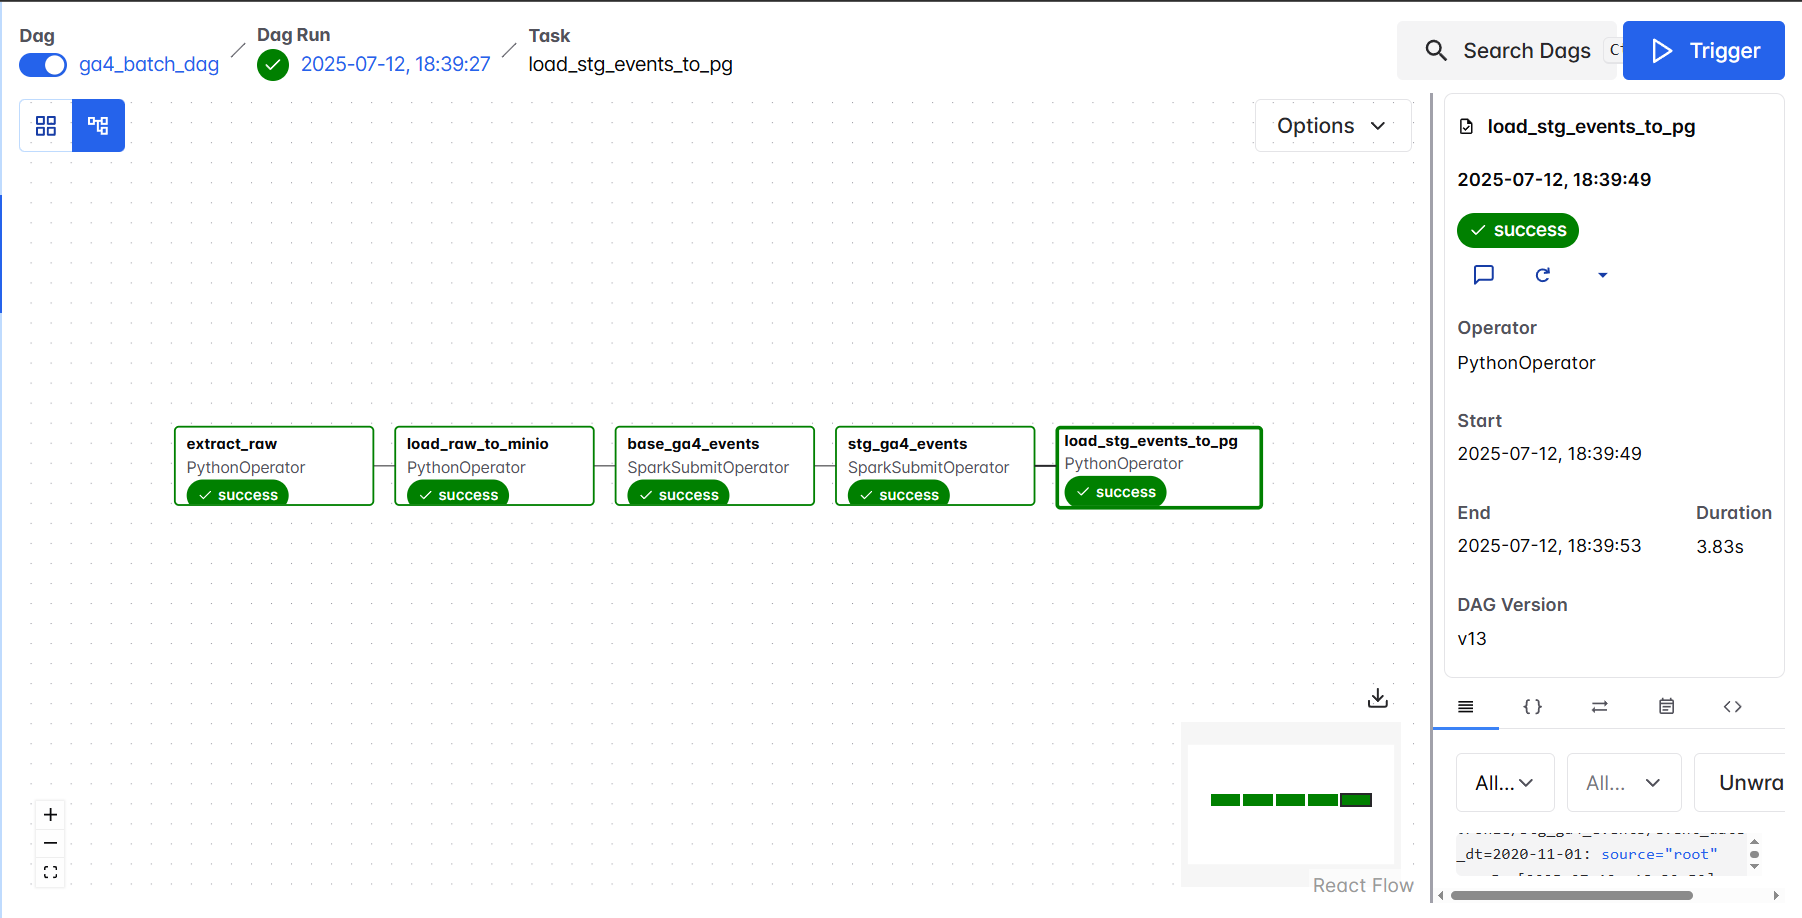 Dag
ga4_batch_dag
Dag Run
2025-07-12, 18:39:27
Task
load_stg_events_to_pg
Search Dags
Trigger
Options
extract_raw
PythonOperator
success
load_raw_to_minio
PythonOperator
success
base_ga4_events
SparkSubmitOperator
success
stg_ga4_events
SparkSubmitOperator
success
load_stg_events_to_pg
PythonOperator
success
React Flow
load_stg_events_to_pg
2025-07-12, 18:39:49
success
Operator
PythonOperator
Start
2025-07-12, 18:39:49
End
2025-07-12, 18:39:53
Duration
3.83s
DAG Version
v13
All...
All...
Unwra
_dt=2020-11-01: source="root"